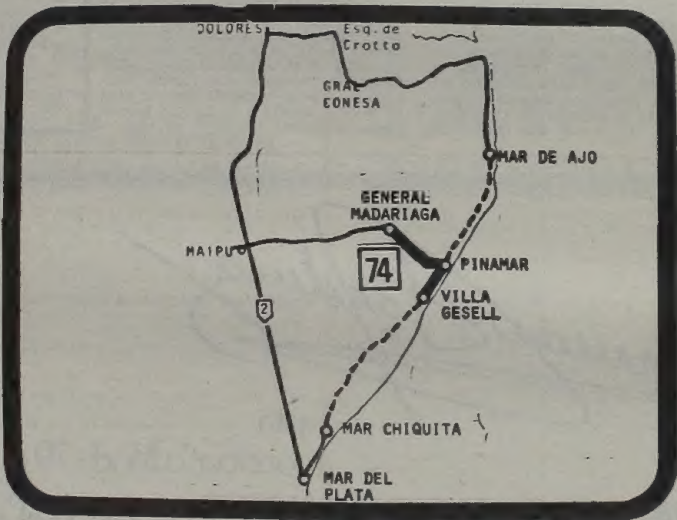 DOLORES
Esq. de
Crotto
GRAL
CONESA
MAR DE AJO
GENERAL
MADARIAGA
MAIPU
74
PINAMAR
VILLA
GESELL
2
MAR CHIQUITA
MAR DEL
PLATA